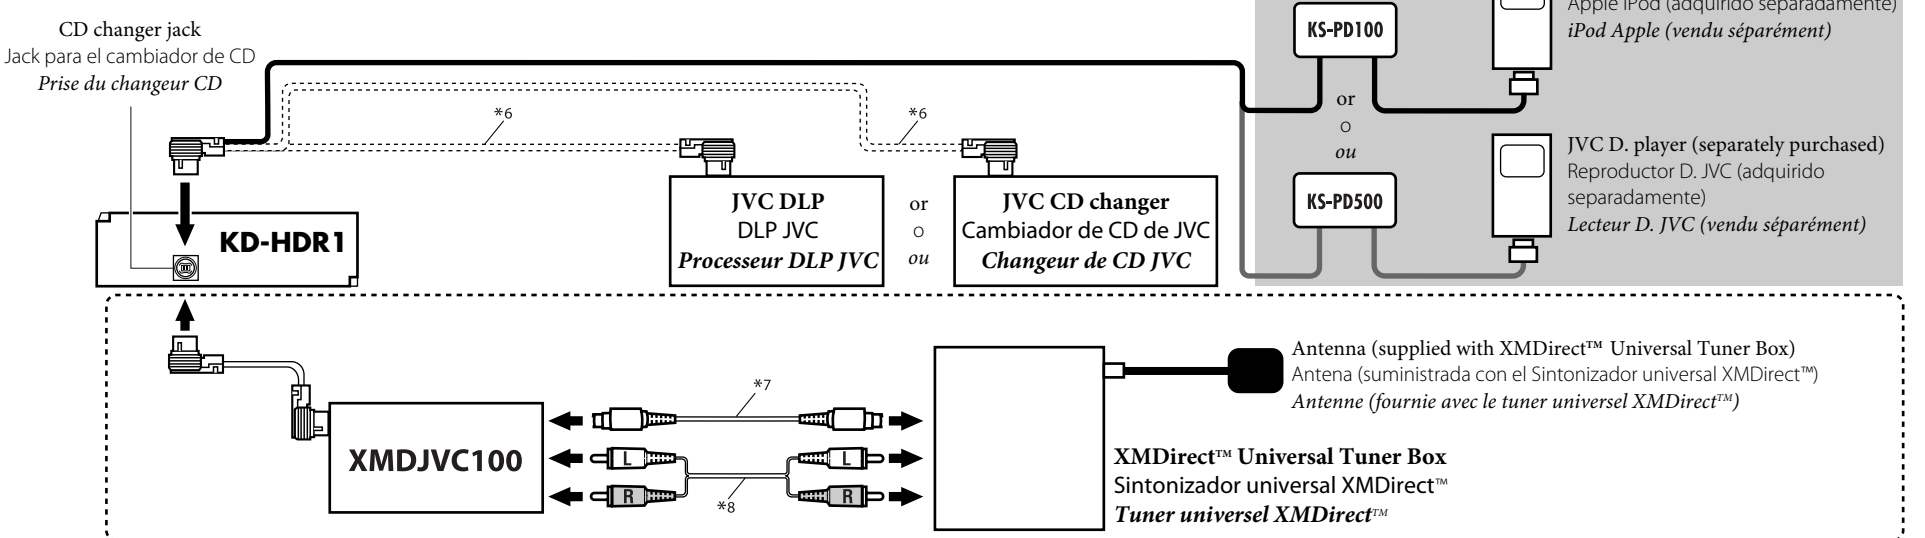 CD changer jack
Jack para el cambiador de CD
Prise du changeur CD
*6
*6
KD-HDR1
JVC DLP
DLP JVC
Processeur DLP JVC
or
o
ou
JVC CD changer
Cambiador de CD de JVC
Changeur de CD JVC
KS-PD100
or
o
ou
KS-PD500
Apple iPod (adquirido separadamente)
iPod Apple (vendu séparément)
JVC D. player (separately purchased)
Reproductor D. JVC (adquirido
separadamente)
Lecteur D. JVC (vendu séparément)
XMDJVC100
*7
L
L
R
R
*8
Antenna (supplied with XMDirect™ Universal Tuner Box)
Antena (suministrada con el Sintonizador universal XMDirect™)
Antenne (fournie avec le tuner universel XMDirect™)
XMDirect™ Universal Tuner Box
Sintonizador universal XMDirect™
Tuner universel XMDirect™